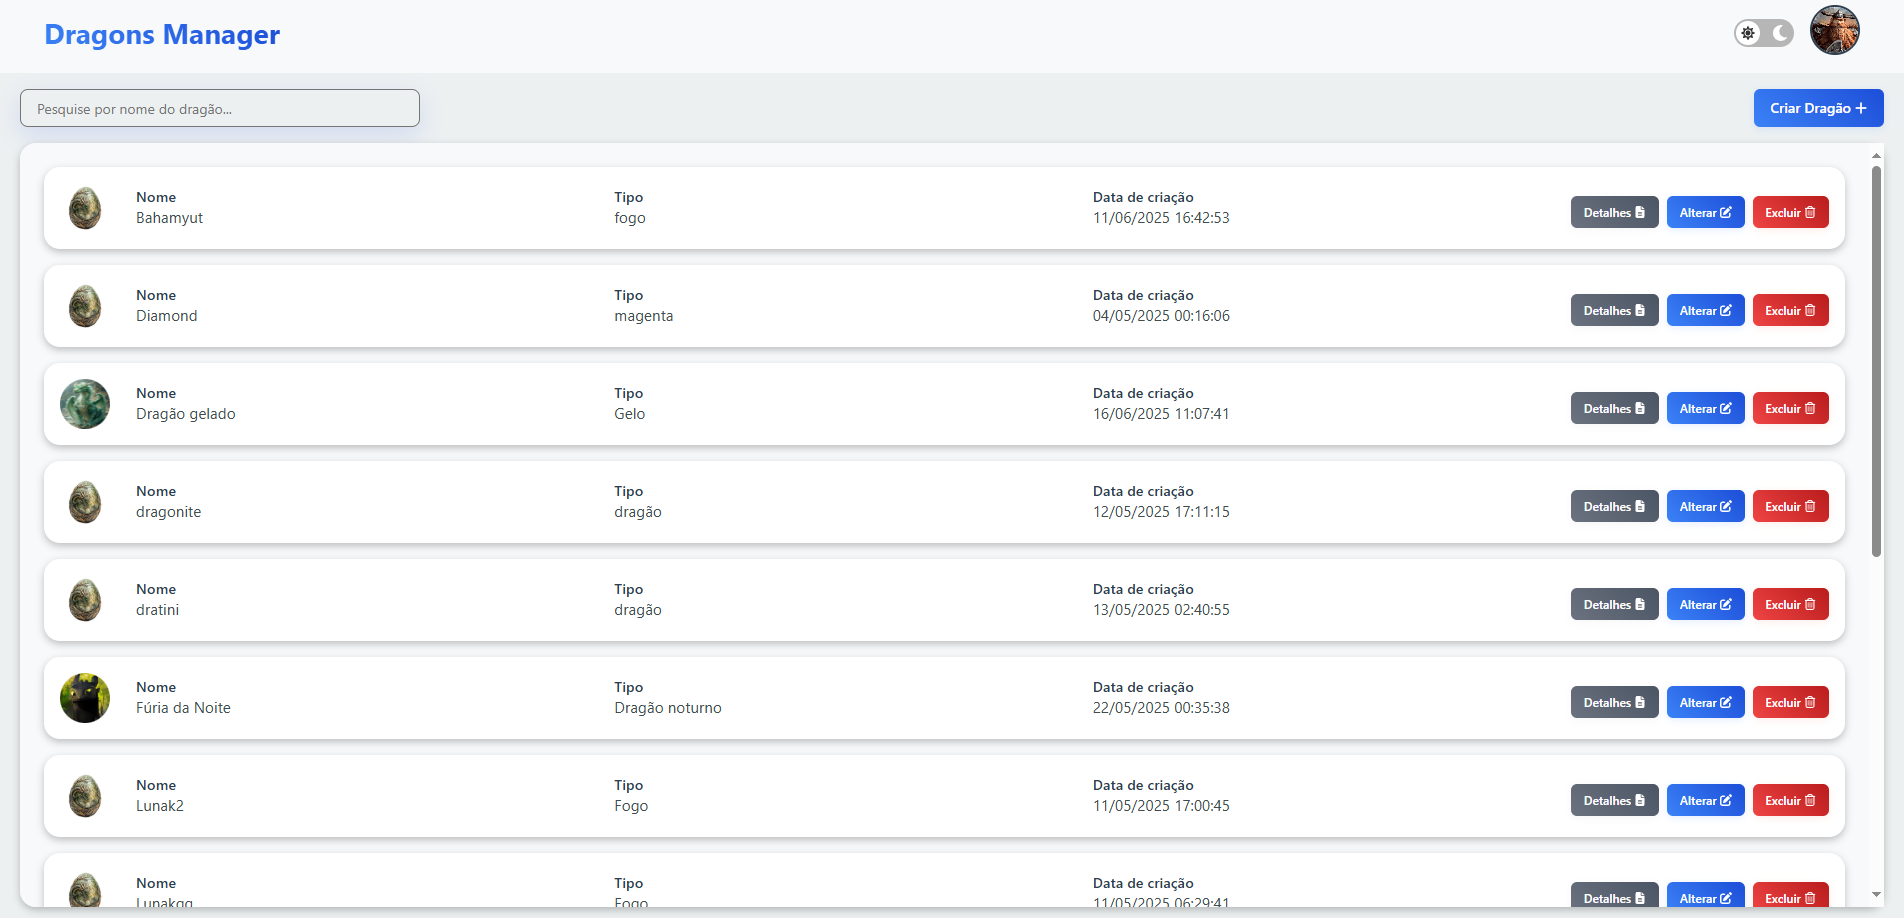 Dragons Manager
Pesquise por nome do dragão...
Criar Dragão +
Nome Tipo Data de criação
Bahamyut fogo 11/06/2025 16:42:53
Detalhes Alterar Excluir
Nome Tipo Data de criação
Diamond magenta 04/05/2025 00:16:06
Detalhes Alterar Excluir
Nome Tipo Data de criação
Dragão gelado Gelo 16/06/2025 11:07:41
Detalhes Alterar Excluir
Nome Tipo Data de criação
dragonite dragão 12/05/2025 17:11:15
Detalhes Alterar Excluir
Nome Tipo Data de criação
dratini dragão 13/05/2025 02:40:55
Detalhes Alterar Excluir
Nome Tipo Data de criação
Fúria da Noite Dragão noturno 22/05/2025 00:35:38
Detalhes Alterar Excluir
Nome Tipo Data de criação
Lunak2 Fogo 11/05/2025 17:00:45
Detalhes Alterar Excluir
Nome Tipo Data de criação
Fogo 11/05/2025 06:29:41
Detalhes Alterar Excluir